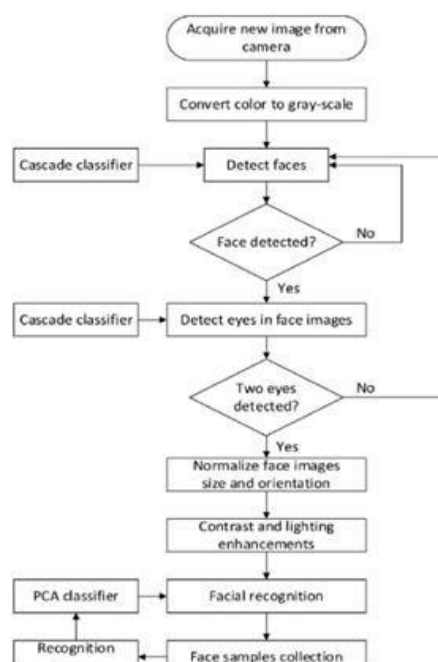 Acquire new image from
camera
Convert color to gray-scale
Cascade classifier
Detect faces
Face detected?
No
Yes
Cascade classifier
Detect eyes in face images
Two eyes
detected?
No
Yes
Normalize face images
size and orientation
Contrast and lighting
enhancements
PCA classifier
Facial recognition
Recognition
Face samples collection